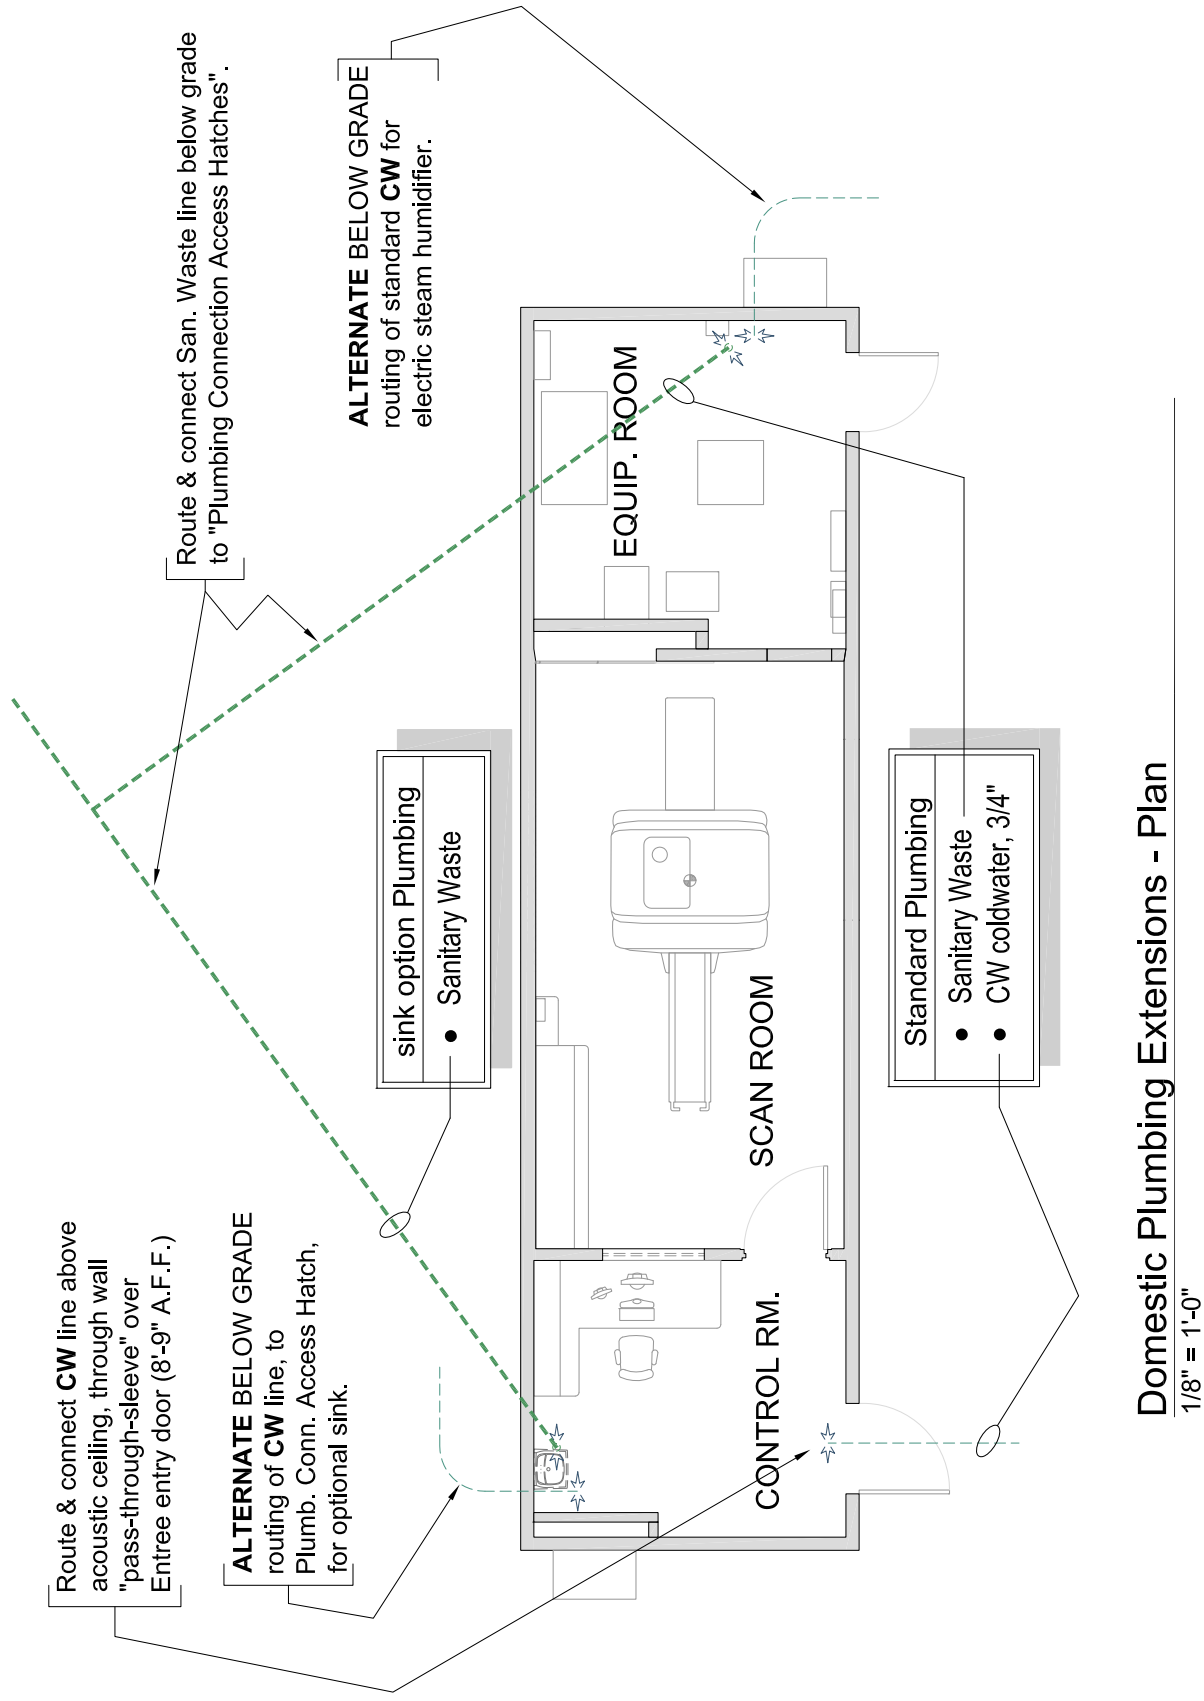 Route & connect CW line above
acoustic ceiling, through wall
"pass-through-sleeve" over
Entree entry door (8'-9" A.F.F.)
ALTERNATE BELOW GRADE
routing of CW line, to
Plumb. Conn. Access Hatch,
for optional sink.
Route & connect San. Waste line below grade
to "Plumbing Connection Access Hatches".
ALTERNATE BELOW GRADE
routing of standard CW for
electric steam humidifier.
sink option Plumbing
● Sanitary Waste
CONTROL RM.
SCAN ROOM
EQUIP. ROOM
Standard Plumbing
● Sanitary Waste
● CW coldwater, 3/4"
Domestic Plumbing Extensions - Plan
1/8" = 1'-0"